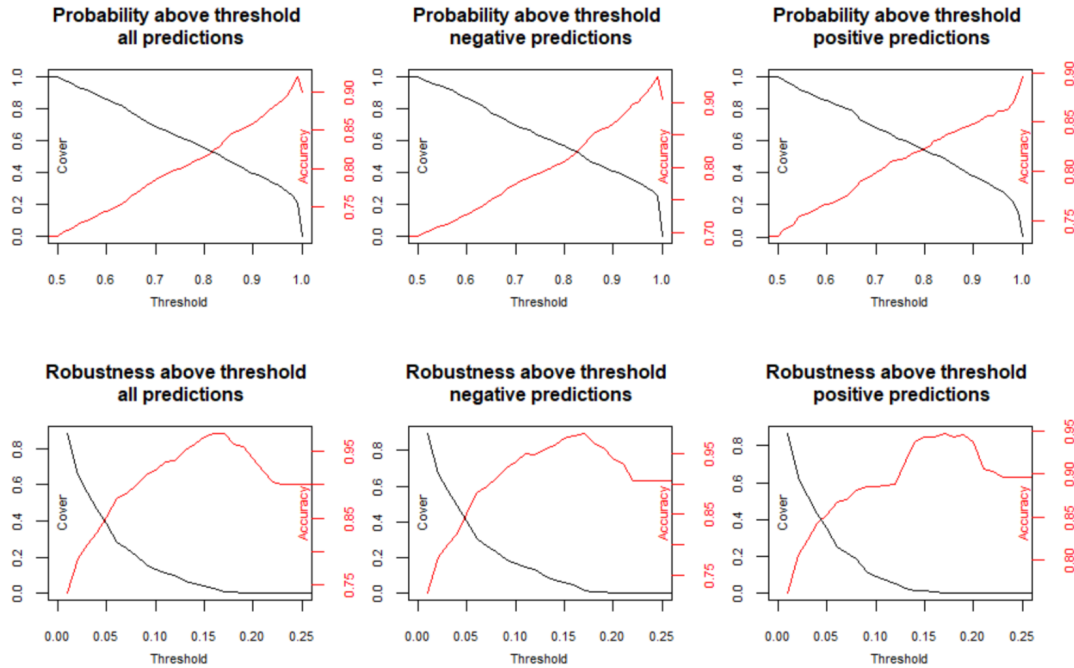 Probability above threshold
all predictions
Probability above threshold
negative predictions
Probability above threshold
positive predictions
1.0
0.8
0.6
0.4
0.2
0.0
Cover
Accuracy
0.90
0.85
0.80
0.75
0.5 0.6 0.7 0.8 0.9 1.0
Threshold
1.0
0.8
0.6
0.4
0.2
0.0
Cover
Accuracy
0.90
0.80
0.70
0.5 0.6 0.7 0.8 0.9 1.0
Threshold
1.0
0.8
0.6
0.4
0.2
0.0
Cover
Accuracy
0.90
0.85
0.80
0.75
0.5 0.6 0.7 0.8 0.9 1.0
Threshold
Robustness above threshold
all predictions
Robustness above threshold
negative predictions
Robustness above threshold
positive predictions
0.8
0.6
0.4
0.2
0.0
Cover
Accuracy
0.95
0.85
0.75
0.00 0.05 0.10 0.15 0.20 0.25
Threshold
0.8
0.6
0.4
0.2
0.0
Cover
Accuracy
0.95
0.85
0.75
0.00 0.05 0.10 0.15 0.20 0.25
Threshold
0.8
0.6
0.4
0.2
0.0
Cover
Accuracy
0.95
0.90
0.85
0.80
0.00 0.05 0.10 0.15 0.20 0.25
Threshold